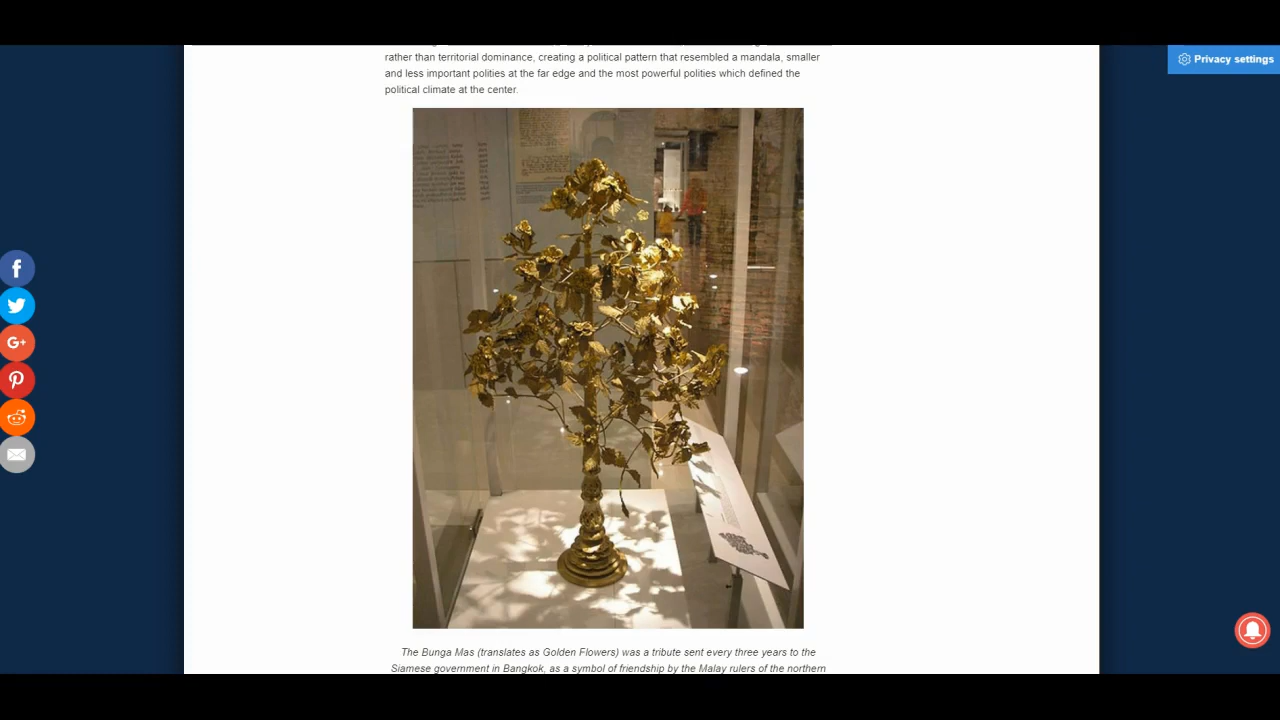 rather than territorial dominance, creating a political pattern that resembled a mandala, smaller
and less important polities at the far edge and the most powerful polities which defined the
political climate at the center.
The Bunga Mas (translates as Golden Flowers) was a tribute sent every three years to the
Siamese government in Bangkok, as a symbol of friendship by the Malay rulers of the northern
Privacy settings